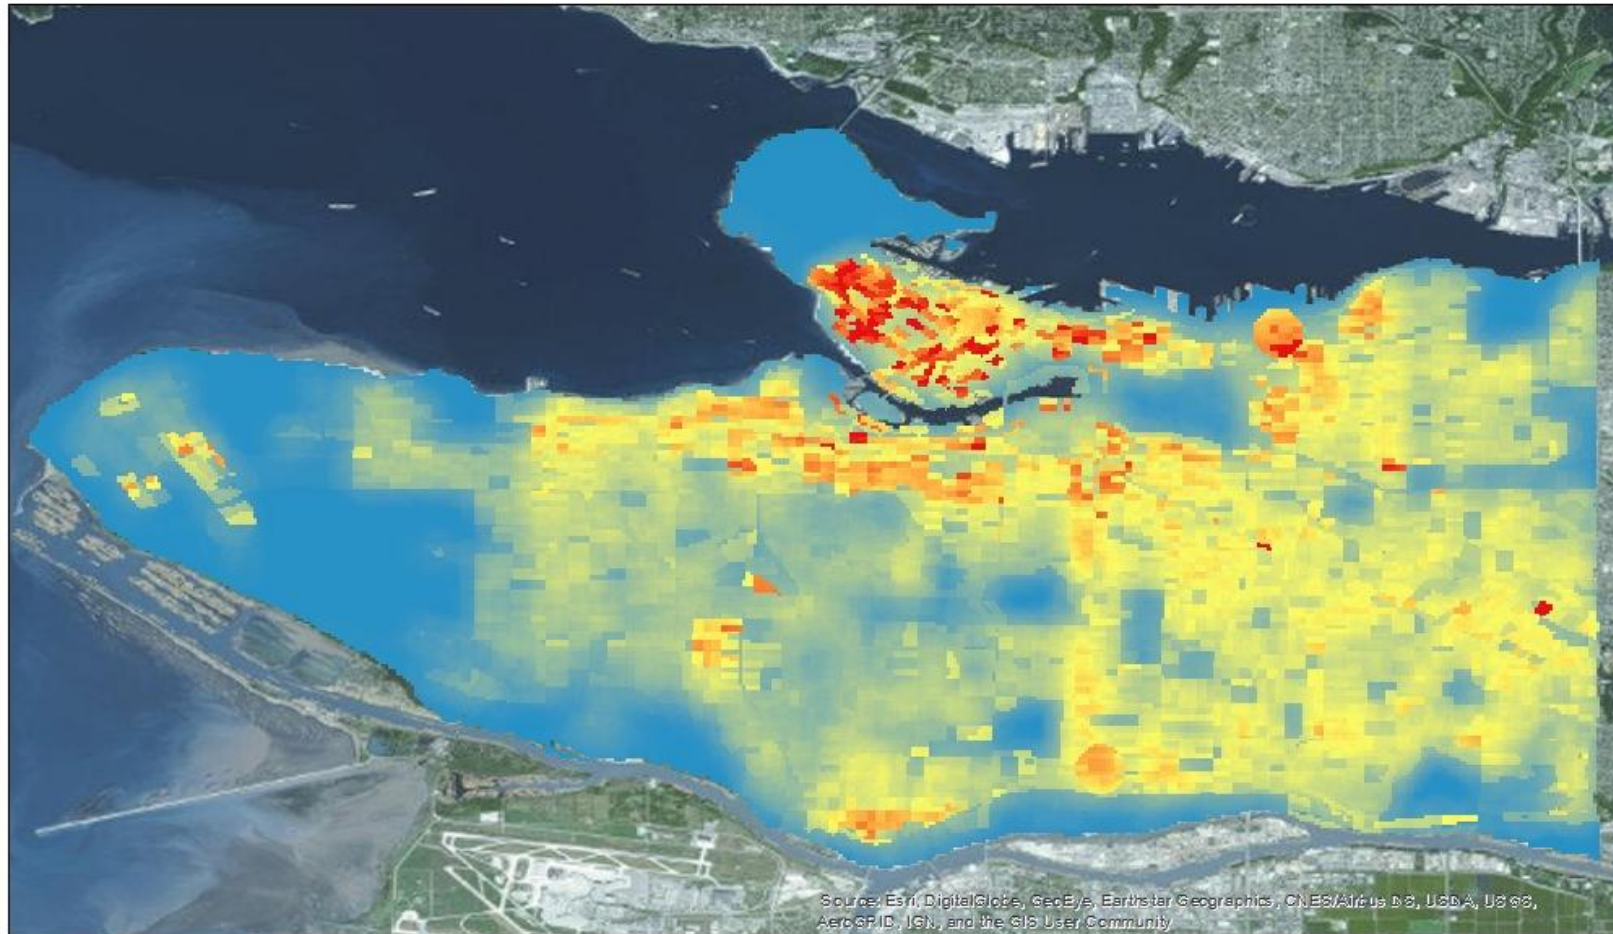 Source: Esri, DigitalGlobe, GeoEye, Earthstar Geographics, CNES/Airbus DS, USDA, USGS,
AeroGRID, IGN, and the GIS User Community